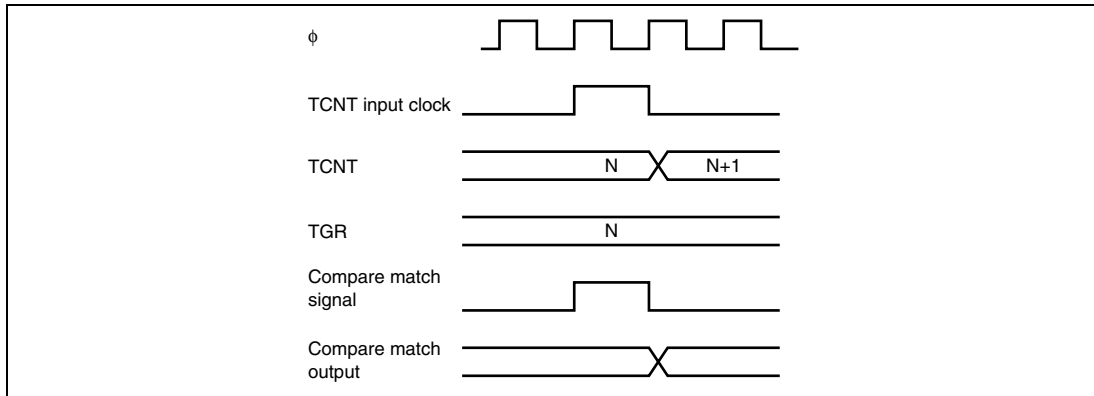 ϕ
TCNT input clock
TCNT
N
N+1
TGR
N
Compare match
signal
Compare match
output